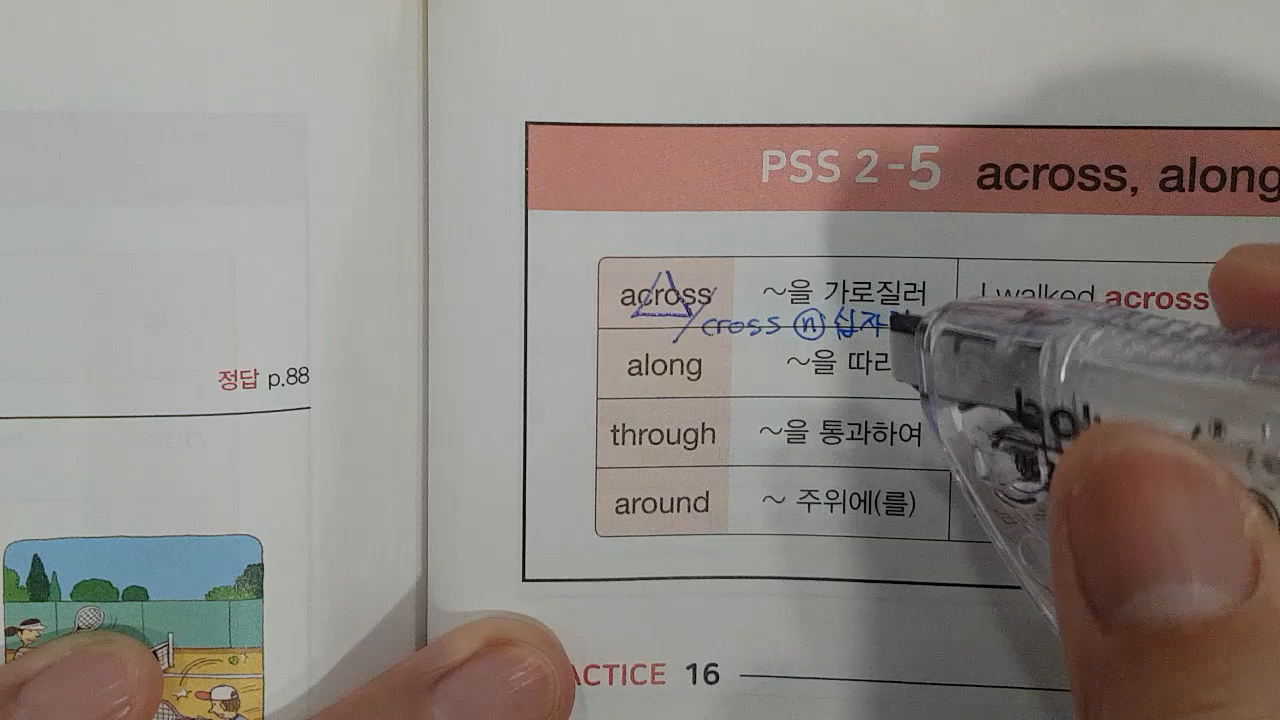 정답 p.88
PSS 2-5 across, along
across ~을 가로질러 I walked across
cross ⓝ 십자
along ~을 따라
through ~을 통과하여
around ~ 주위에(를)
16